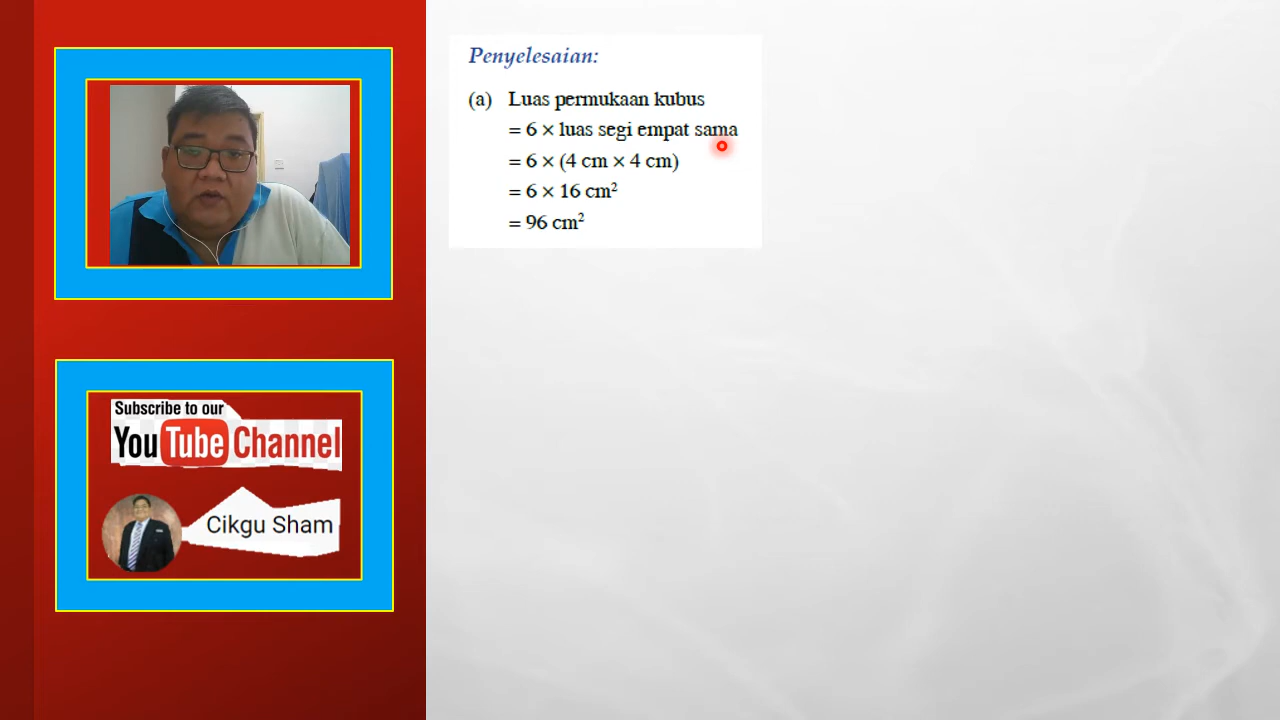 Penyelesaian:
(a) Luas permukaan kubus
= 6 × luas segi empat sama
= 6 × (4 cm × 4 cm)
= 6 × 16 cm²
= 96 cm²
Subscribe to our
YouTube Channel
Cikgu Sham